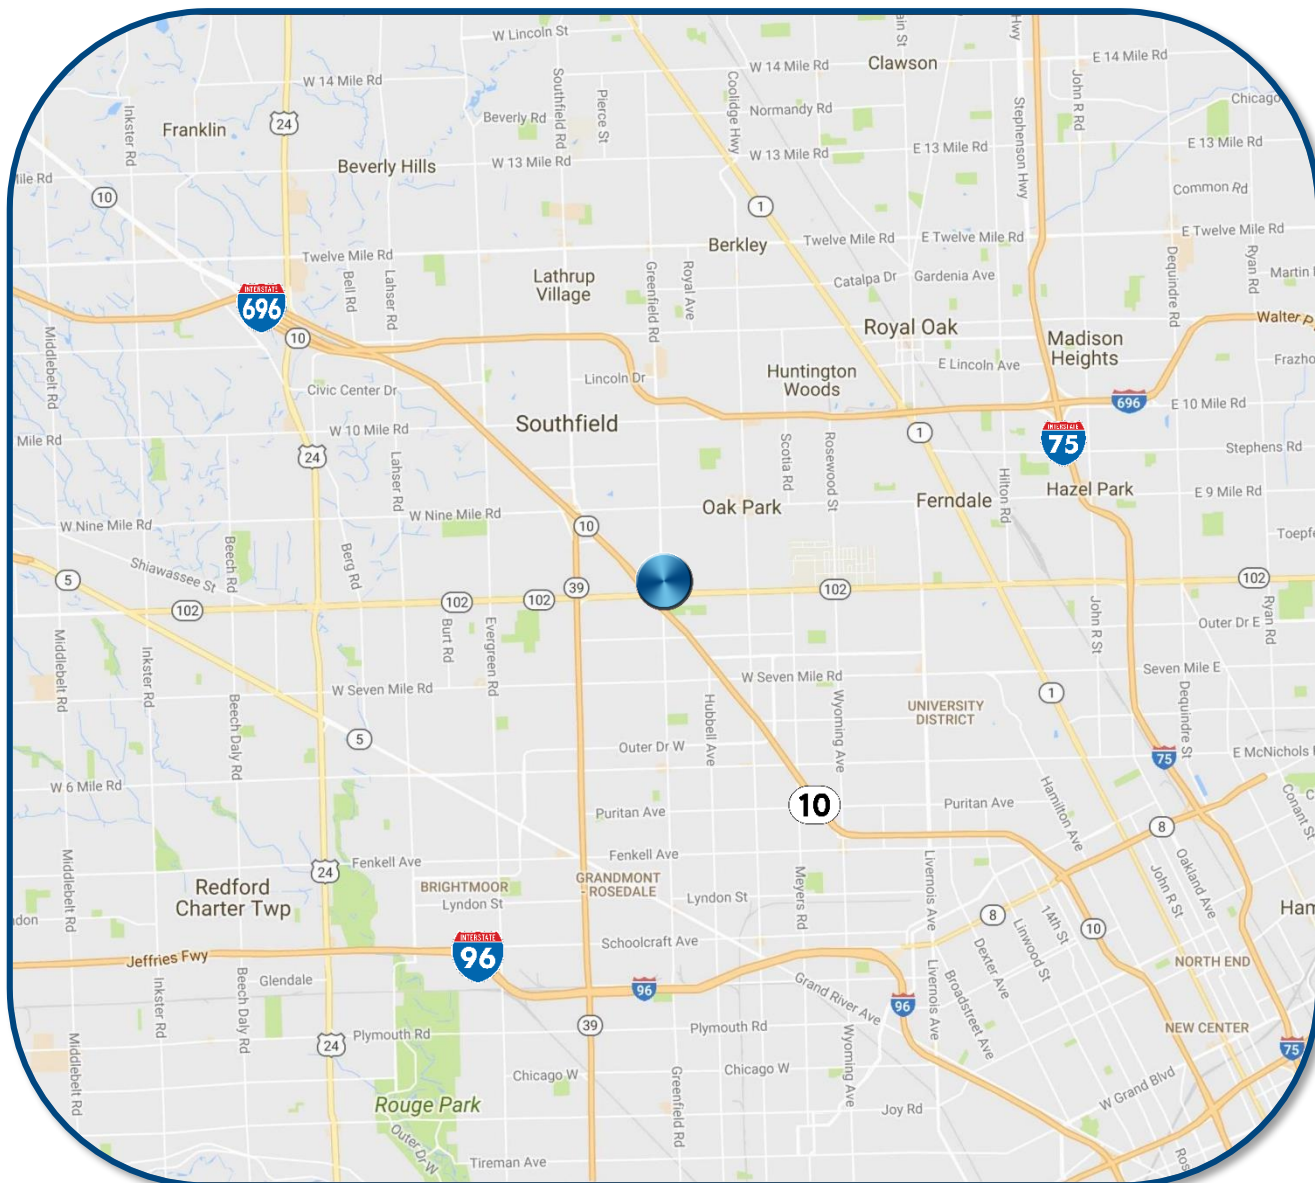 W Lincoln St
W 14 Mile Rd
W 14 Mile Rd
Clawson
E 14 Mile Rd
24
Franklin
Inkster Rd
Beverly Rd
Southfield Rd
Pierce St
Coolidge Hwy
Normandy Rd
Stephenson Hwy
John R Rd
Chicago
Beverly Hills
W 13 Mile Rd
W 13 Mile Rd
E 13 Mile Rd
E 13 Mile Rd
Mile Rd
10
1
Common Rd
Twelve Mile Rd
Berkley
Twelve Mile Rd
E Twelve Mile Rd
E Twelve Mile Rd
Bell Rd
Lahser Rd
Lathrup
Village
Greenfield Rd
Royal Ave
Catalpa Dr
Gardenia Ave
Dequindre Rd
Ryan Rd
Martin
INTERSTATE
696
10
Royal Oak
Madison
Heights
Walter P
Middlebelt Rd
Civic Center Dr
Lincoln Dr
Huntington
Woods
E Lincoln Ave
Frazho
696
E 10 Mile Rd
Mile Rd
W 10 Mile Rd
24
Southfield
1
INTERSTATE
75
Stephens Rd
Lahser Rd
Scotia Rd
Rosewood St
Hilton Rd
Oak Park
Ferndale
Hazel Park
E 9 Mile Rd
W Nine Mile Rd
W Nine Mile Rd
10
Toepfe
Shiawassee St
Beech Rd
Berg Rd
5
39
102
102
102
102
102
Burt Rd
Evergreen Rd
John R St
Outer Dr E
Ryan Rd
Middlebelt Rd
Inkster Rd
W Seven Mile Rd
W Seven Mile Rd
Seven Mile E
Beech Daly Rd
Hubbell Ave
Wyoming Ave
UNIVERSITY
DISTRICT
1
Dequindre St
5
Outer Dr W
75
E McNichols
W 6 Mile Rd
10
Puritan Ave
Puritan Ave
Hamilton Ave
Conant St
8
Middlebelt Rd
24
Fenkell Ave
Fenkell Ave
Livernois Ave
Oakland Ave
Redford
Charter Twp
BRIGHTMOOR
Lyndon St
GRANDMONT
- ROSEDALE
Lyndon St
Meyers Rd
John R St
8
14th St
Linwood St
10
Ham
don
Schoolcraft Ave
INTERSTATE
96
Jeffries Fwy
Dexter Ave
Broadstreet Ave
NORTH END
Glendale
Inkster Rd
Beech Daly Rd
96
Grand River Ave
96
Livernois Ave
39
Plymouth Rd
Plymouth Rd
24
NEW CENTER
75
Middlebelt Rd
Chicago W
Chicago W
Wyoming Ave
W Grand Blvd
Rouge Park
Greenfield Rd
Joy Rd
Outer Dr W
Tireman Ave
Ros